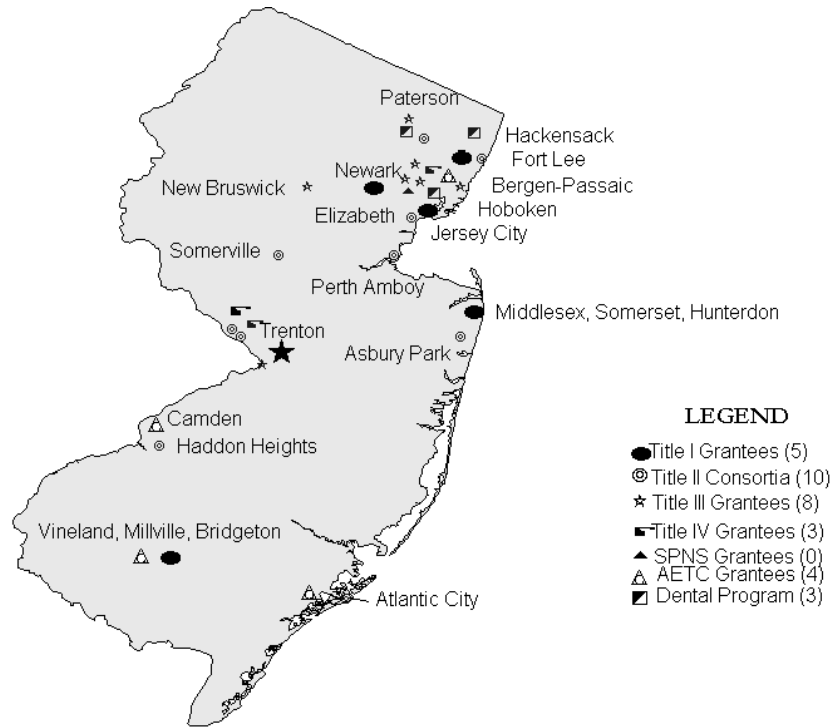 Paterson
Hackensack
Fort Lee
Newark
Bergen-Passaic
New Bruswick
Hoboken
Elizabeth
Jersey City
Somerville
Perth Amboy
Middlesex, Somerset, Hunterdon
Trenton
Asbury Park
Camden
Haddon Heights
Vineland, Millville, Bridgeton
Atlantic City
LEGEND
Title I Grantees (5)
Title II Consortia (10)
Title III Grantees (8)
Title IV Grantees (3)
SPNS Grantees (0)
AETC Grantees (4)
Dental Program (3)